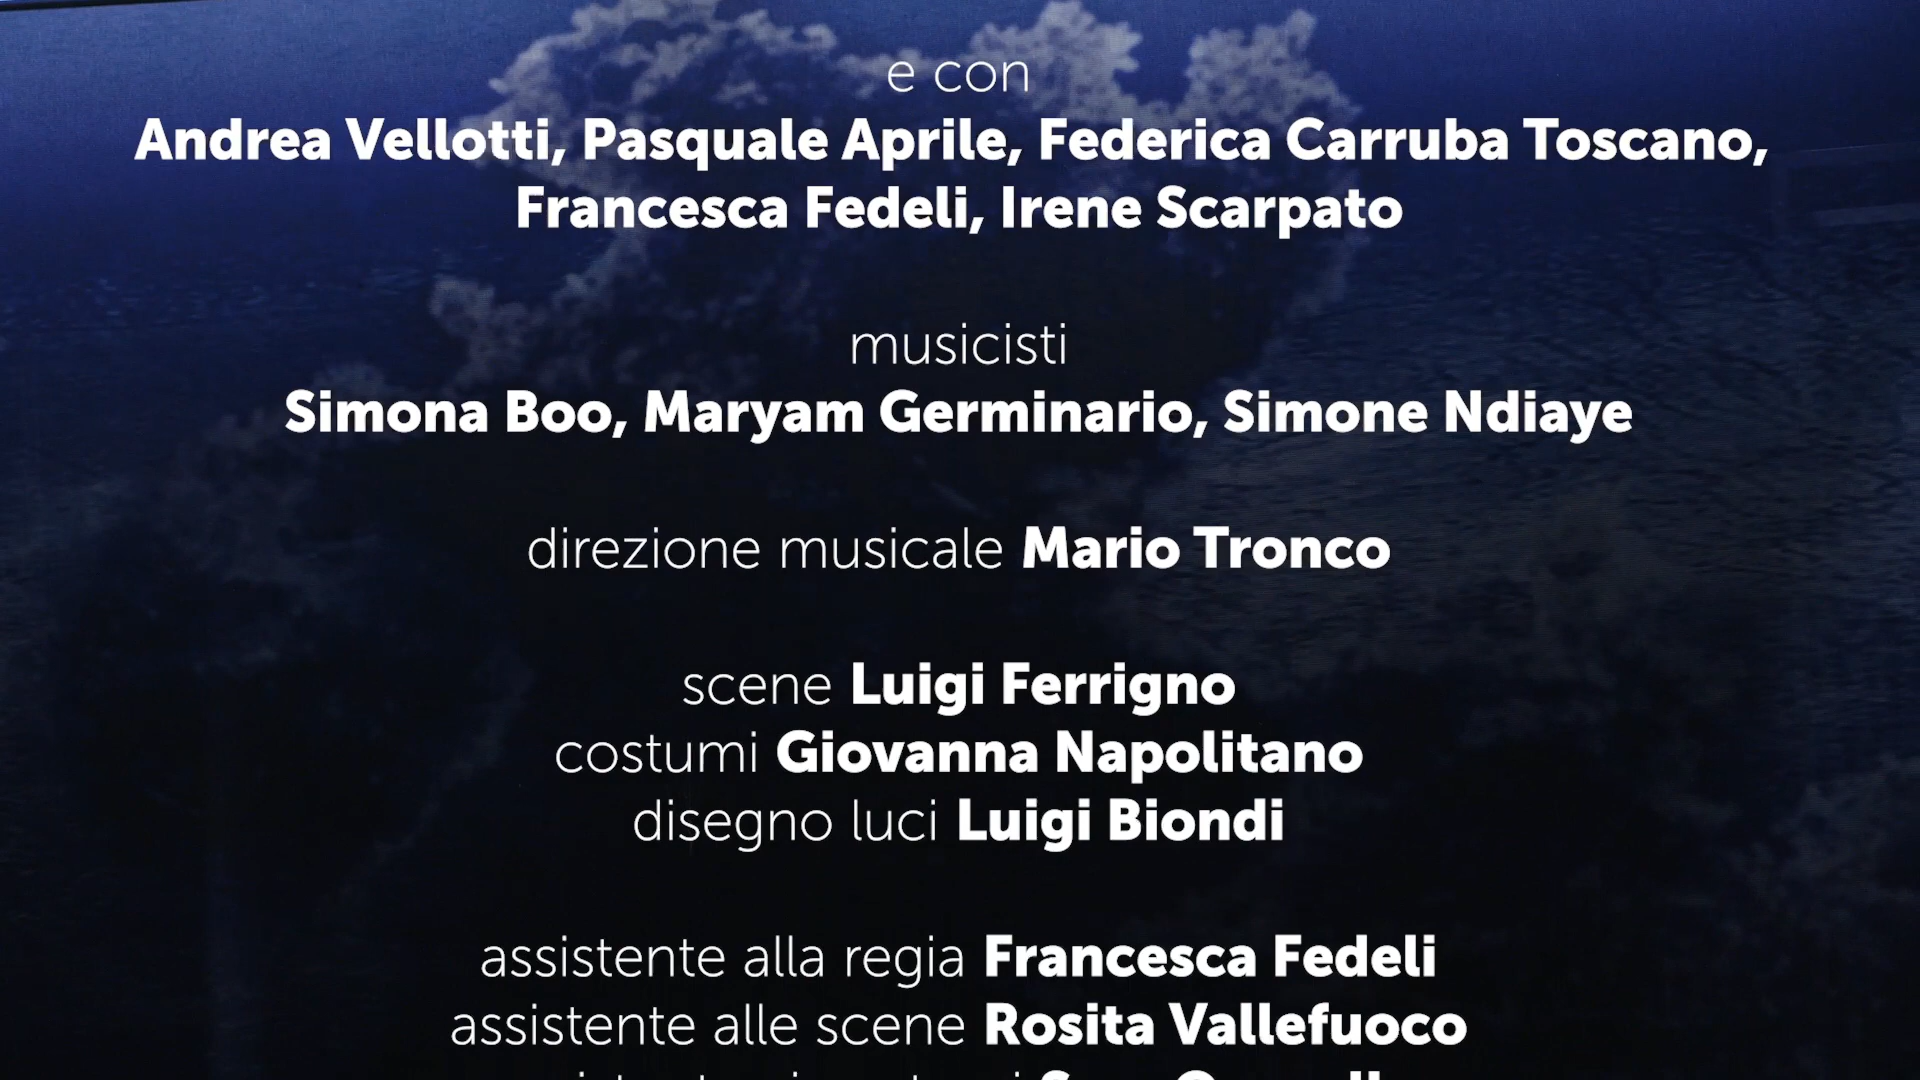 e con
Andrea Vellotti, Pasquale Aprile, Federica Carruba Toscano,
Francesca Fedeli, Irene Scarpato
musicisti
Simona Boo, Maryam Germinario, Simone Ndiaye
direzione musicale Mario Tronco
scene Luigi Ferrigno
costumi Giovanna Napolitano
disegno luci Luigi Biondi
assistente alla regia Francesca Fedeli
assistente alle scene Rosita Vallefuoco